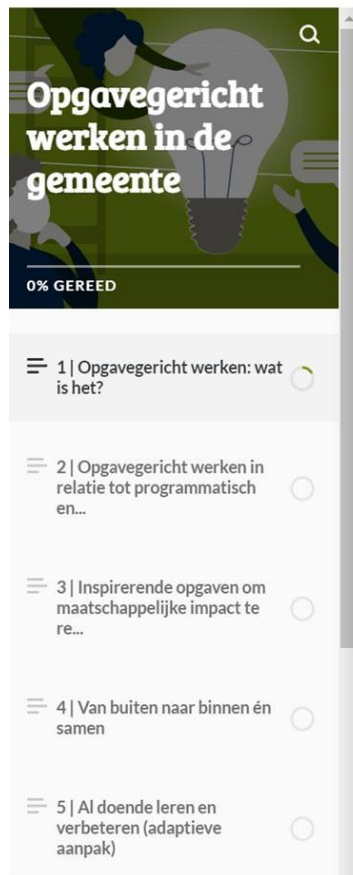 Opgavegericht
werken in de
gemeente
0% GEREED
1 | Opgavegericht werken: wat
is het?
2 | Opgavegericht werken in
relatie tot programmatisch
en...
3 | Inspirerende opgaven om
maatschappelijke impact te
re...
4 | Van buiten naar binnen én
samen
5 | Al doende leren en
verbeteren (adaptieve
aanpak)